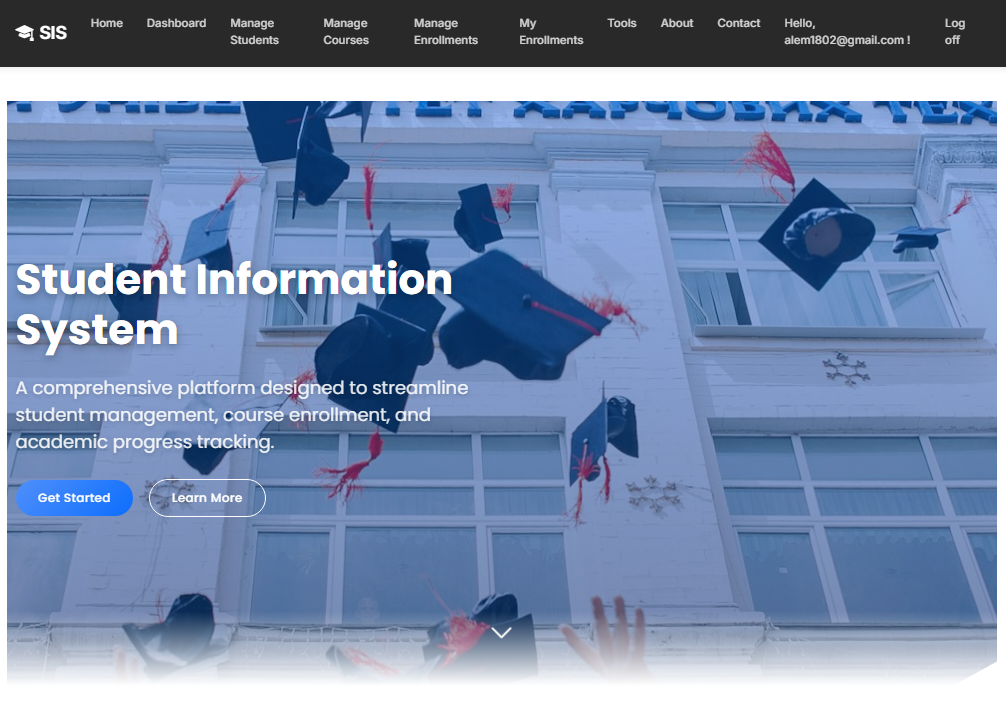 SIS
Home
Dashboard
Manage
Students
Manage
Courses
Manage
Enrollments
My
Enrollments
Tools
About
Contact
Hello,
alem1802@gmail.com !
Log
off
Student Information
System
A comprehensive platform designed to streamline
student management, course enrollment, and
academic progress tracking.
Get Started
Learn More